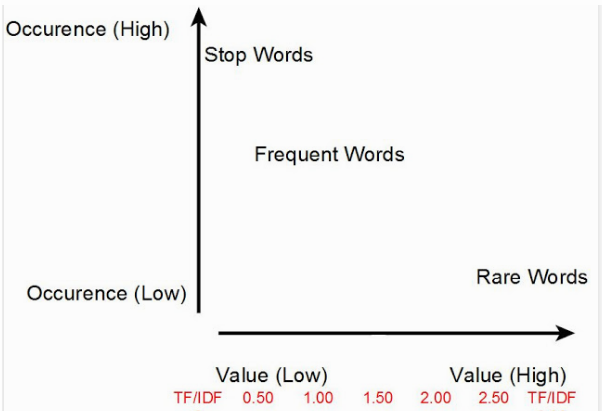 Occurence (High)
Stop Words
Frequent Words
Rare Words
Occurence (Low)
Value (Low) Value (High)
TF/IDF 0.50 1.00 1.50 2.00 2.50 TF/IDF